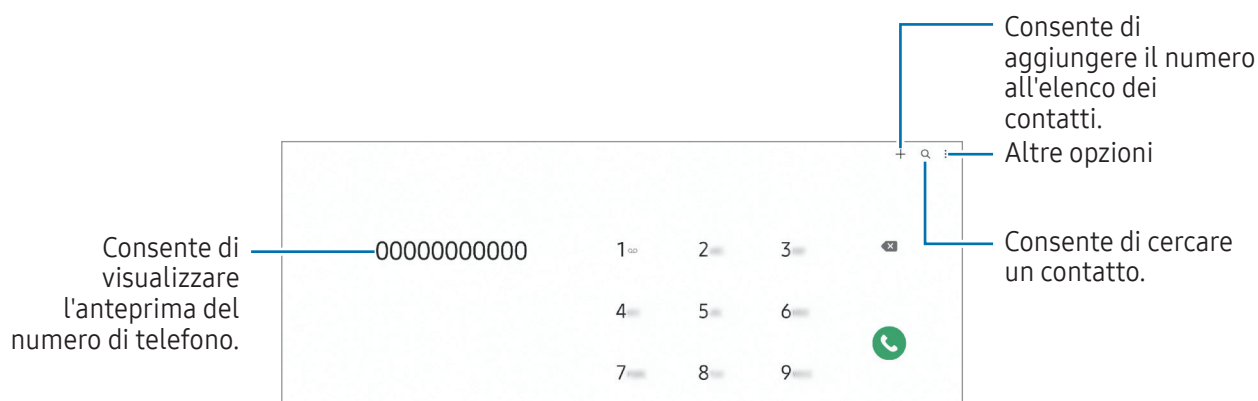 Consente di
aggiungere il numero
all'elenco dei
contatti.
Altre opzioni
Consente di
visualizzare
l'anteprima del
numero di telefono.
00000000000
1 2 3
Consente di cercare
un contatto.
4 5 6
7 8 9